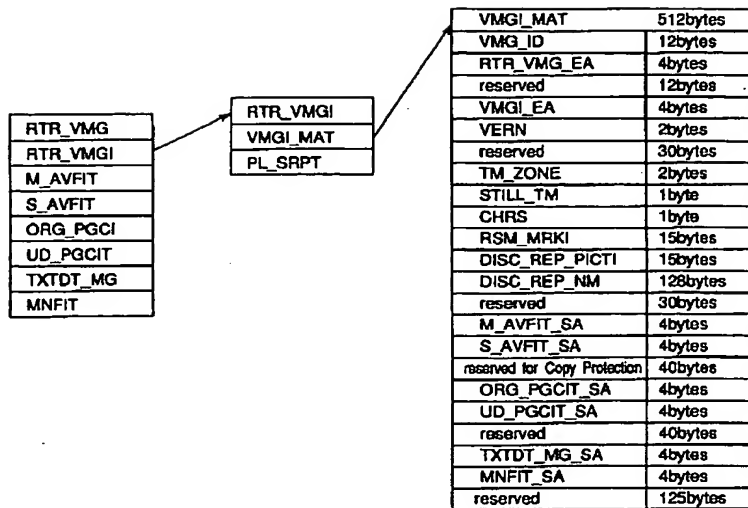 RTR_VMG
RTR_VMGI
M_AVFIT
S_AVFIT
ORG_PGCI
UD_PGCIT
TXTDT_MG
MNFIT
RTR_VMGI
VMGI_MAT
PL_SRPT
VMGI_MAT 512bytes
VMG_ID 12bytes
RTR_VMG_EA 4bytes
reserved 12bytes
VMGI_EA 4bytes
VERN 2bytes
reserved 30bytes
TM_ZONE 2bytes
STILL_TM 1byte
CHRS 1byte
RSM_MRKI 15bytes
DISC_REP_PICTI 15bytes
DISC_REP_NM 128bytes
reserved 30bytes
M_AVFIT_SA 4bytes
S_AVFIT_SA 4bytes
reserved for Copy Protection 40bytes
ORG_PGCIT_SA 4bytes
UD_PGCIT_SA 4bytes
reserved 40bytes
TXTDT_MG_SA 4bytes
MNFIT_SA 4bytes
reserved 125bytes